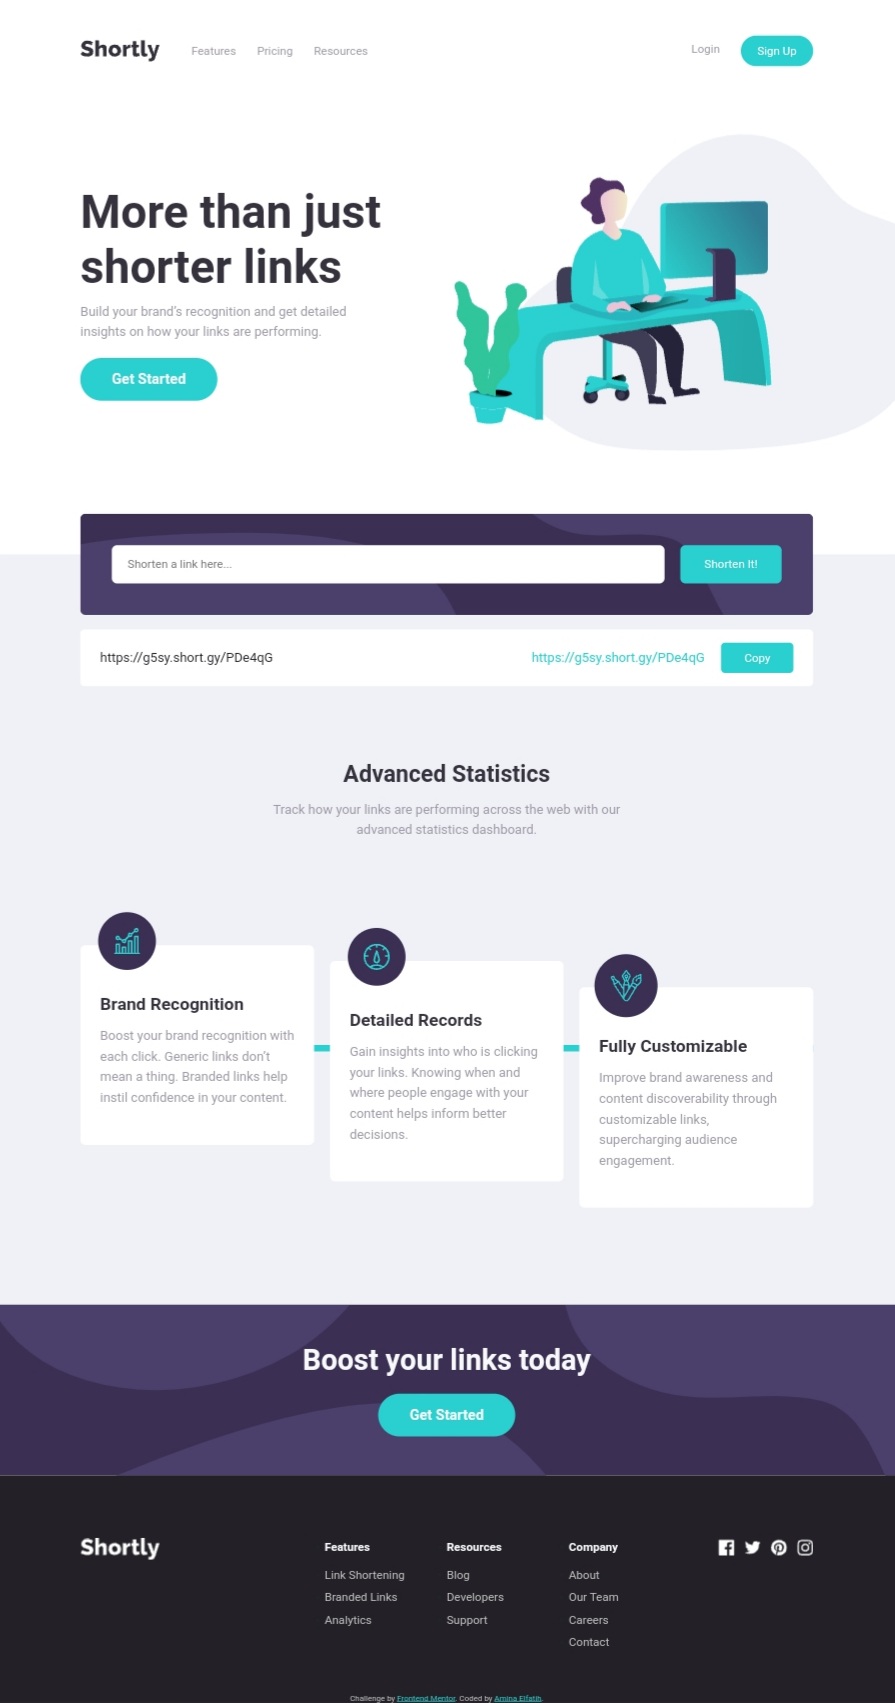 Shortly
Features Pricing Resources
Login
Sign Up
More than just
shorter links
Build your brand's recognition and get detailed
insights on how your links are performing.
Get Started
Shorten a link here...
Shorten It!
https://g5sy.short.gy/PDe4qG
https://g5sy.short.gy/PDe4qG
Copy
Advanced Statistics
Track how your links are performing across the web with our
advanced statistics dashboard.
Brand Recognition
Boost your brand recognition with
each click. Generic links don't
mean a thing. Branded links help
instil confidence in your content.
Detailed Records
Gain insights into who is clicking
your links. Knowing when and
where people engage with your
content helps inform better
decisions.
Fully Customizable
Improve brand awareness and
content discoverability through
customizable links,
supercharging audience
engagement.
Boost your links today
Get Started
Shortly
Features
Link Shortening
Branded Links
Analytics
Resources
Blog
Developers
Support
Company
About
Our Team
Careers
Contact
Challenge by Frontend Mentor. Coded by Amina Elfatih.